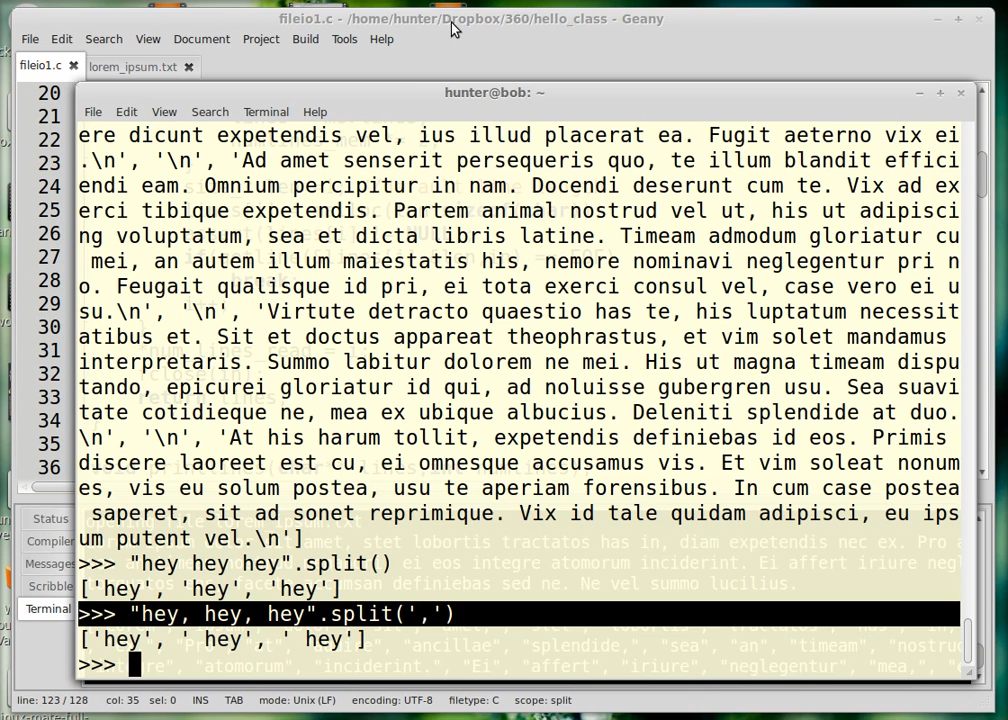 fileio1.c - /home/hunter/Dropbox/360/hello_class - Geany
File Edit Search View Document Project Build Tools Help
fileio1.c lorem_ipsum.txt
20
21
22
23
24
25
26
27
28
29
30
31
32
33
34
35
36
hunter@bob: ~
File Edit View Search Terminal Help
ere dicunt expetendis vel, ius illud placerat ea. Fugit aeterno vix ei
.\n', '\n', 'Ad amet senserit persequeris quo, te illum blandit effici
endi eam. Omnium percipitur in nam. Docendi deserunt cum te. Vix ad ex
erci tibique expetendis. Partem animal nostrud vel ut, his ut adipisci
ng voluptatum, sea et dicta libris latine. Timeam admodum gloriatur cu
 mei, an autem illum maiestatis his, nemore nominavi neglegentur pri n
o. Feugait qualisque id pri, ei tota exerci consul vel, case vero ei u
su.\n', '\n', 'Virtute detracto quaestio has te, his luptatum necessit
atibus et. Sit et doctus appareat theophrastus, et vim solet mandamus
interpretaris. Summo labitur dolorem ne mei. His ut magna timeam dispu
tando, epicurei gloriatur id qui, ad noluisse gubergren usu. Sea suavi
tate cotidieque ne, mea ex ubique albucius. Deleniti splendide at duo.
\n', '\n', 'At his harum tollit, expetendis definiebas id eos. Primis
discere laoreet est cu, ei omnesque accusamus vis. Et vim soleat nonum
es, vis eu solum postea, usu te aperiam forensibus. In cum case postea
 saperet, sit ad sonet reprimique. Vix id tale quidam adipisci, eu ips
um putent vel.\n']
>>> "hey hey hey".split()
['hey', 'hey', 'hey']
>>> "hey, hey, hey".split(',')
['hey', ' hey', ' hey']
>>>
Status
Compiler
Messages
Scribble
Terminal
line: 123 / 128 col: 35 sel: 0 INS TAB mode: Unix (LF) encoding: UTF-8 filetype: C scope: split